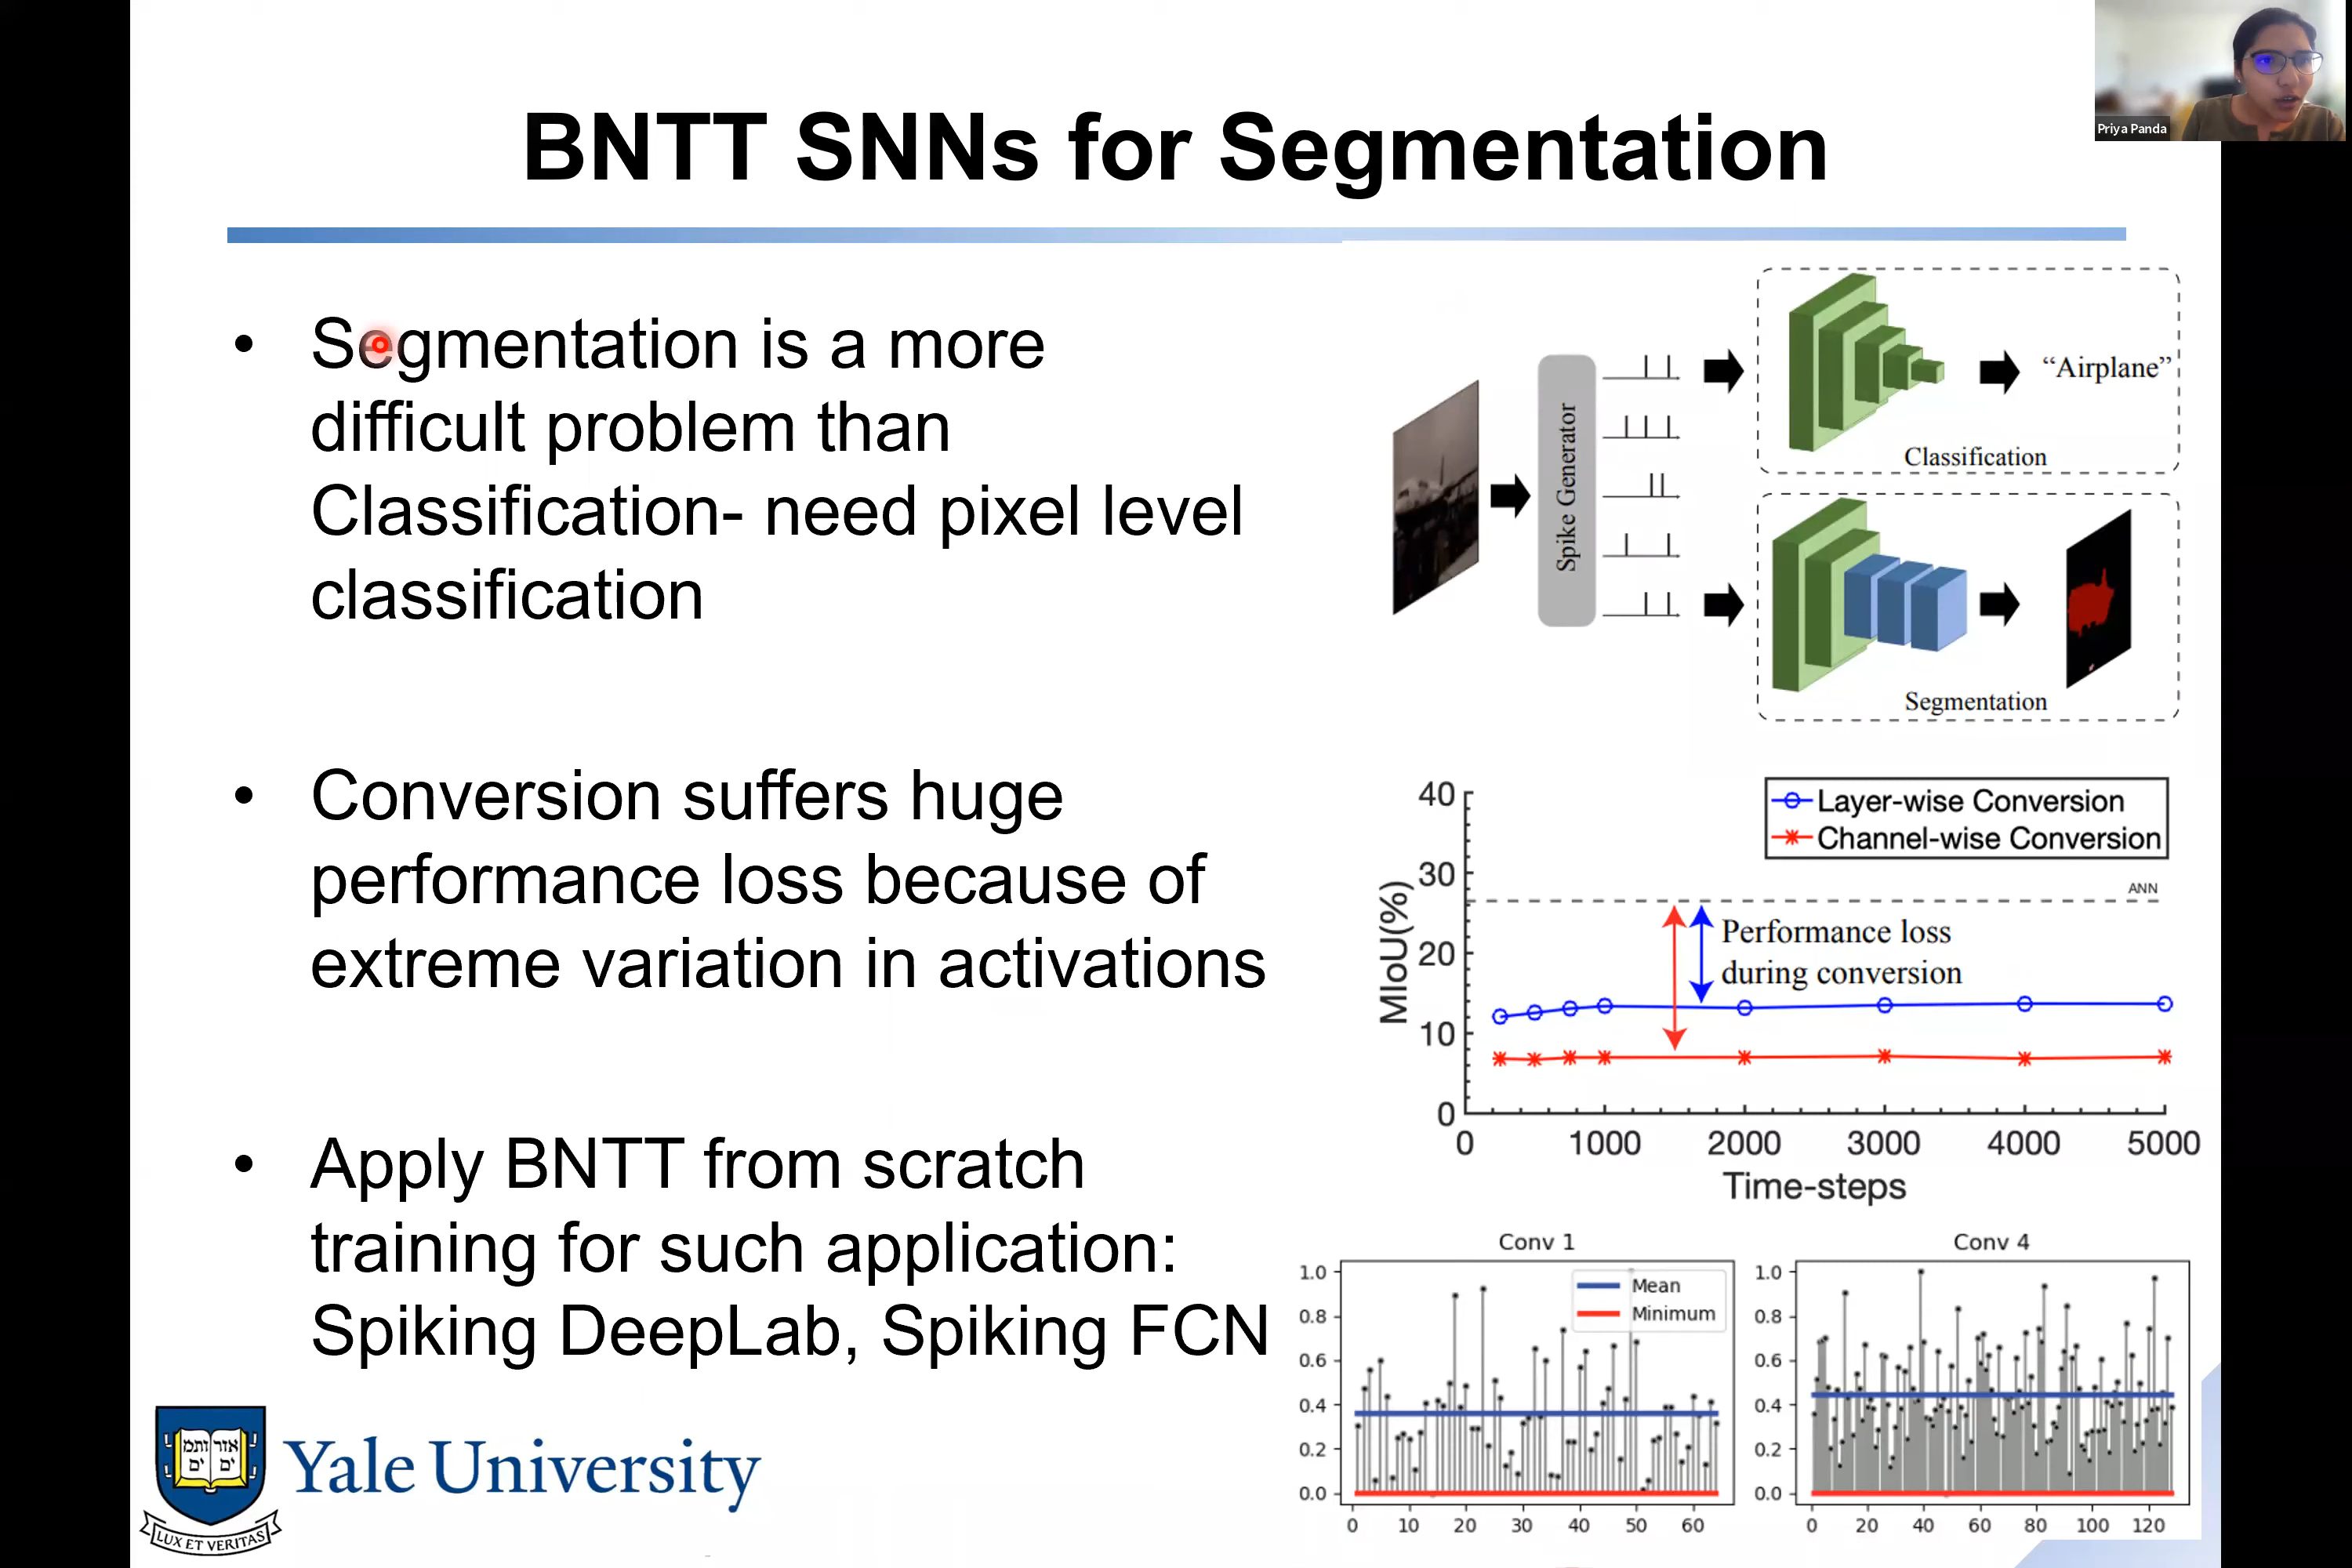 Priya Panda
BNTT SNNs for Segmentation
• Segmentation is a more
difficult problem than
Classification- need pixel level
classification
• Conversion suffers huge
performance loss because of
extreme variation in activations
• Apply BNTT from scratch
training for such application:
Spiking DeepLab, Spiking FCN
Spike Generator
“Airplane”
Classification
Segmentation
Layer-wise Conversion
Channel-wise Conversion
ANN
Performance loss
during conversion
MIoU(%)
40
30
20
10
0
0 1000 2000 3000 4000 5000
Time-steps
Conv 1
Mean
Minimum
1.0
0.8
0.6
0.4
0.2
0.0
0 10 20 30 40 50 60
Conv 4
1.0
0.8
0.6
0.4
0.2
0.0
0 20 40 60 80 100 120
Yale University
LUX ET VERITAS